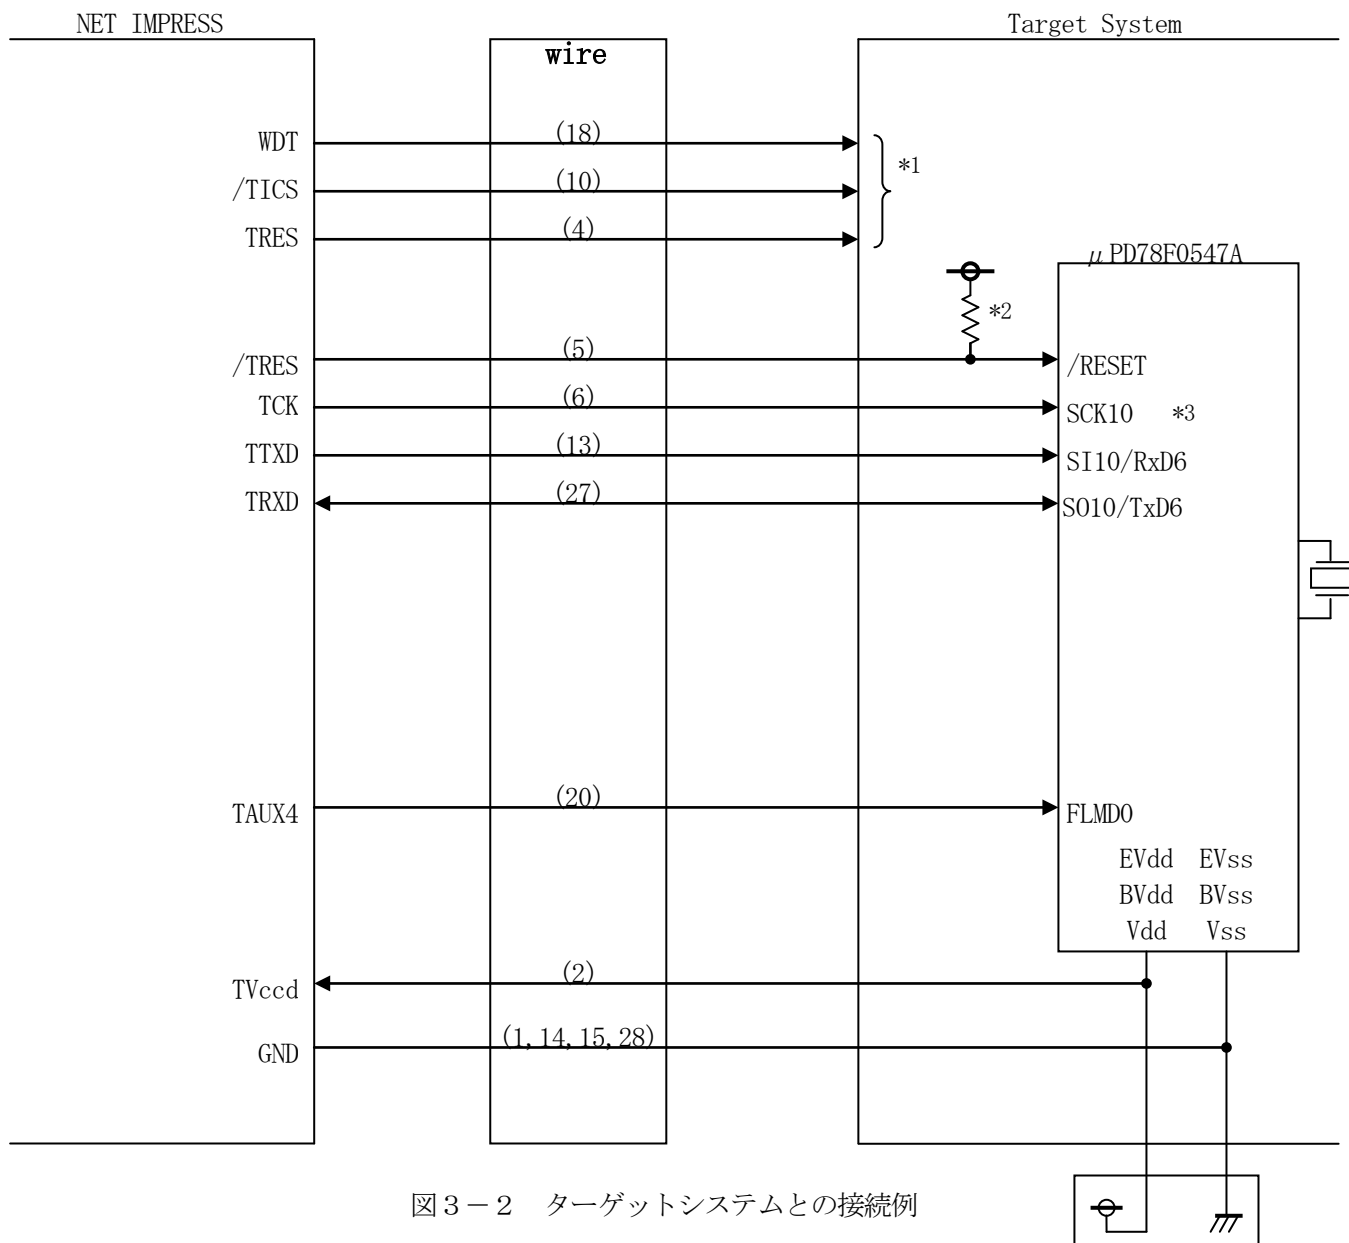 NET IMPRESS
Target System
wire
WDT
(18)
/TICS
(10)
*1
TRES
(4)
μPD78F0547A
*2
/TRES
(5)
/RESET
TCK
(6)
SCK10 *3
TTXD
(13)
SI10/RxD6
TRXD
(27)
SO10/TxD6
TAUX4
(20)
FLMD0
EVdd EVss
BVdd BVss
Vdd Vss
TVccd
(2)
GND
(1,14,15,28)
図3-2 ターゲットシステムとの接続例